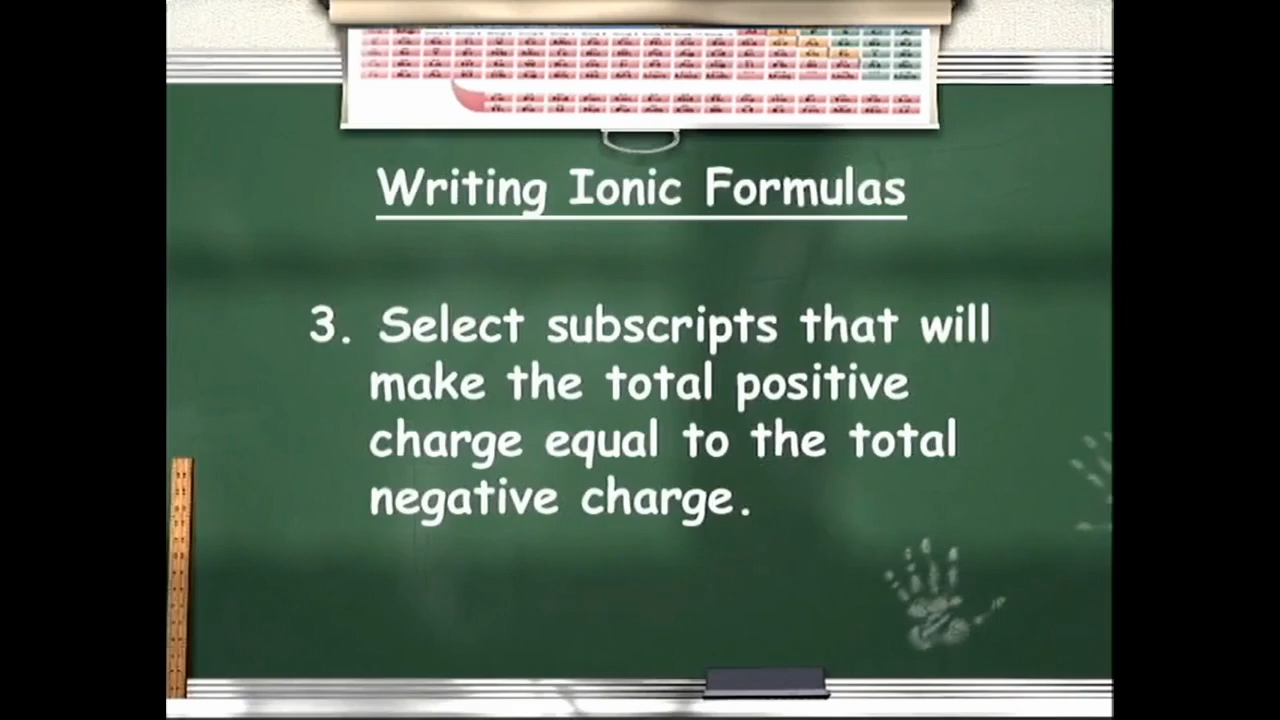 Writing Ionic Formulas
3. Select subscripts that will
make the total positive
charge equal to the total
negative charge.